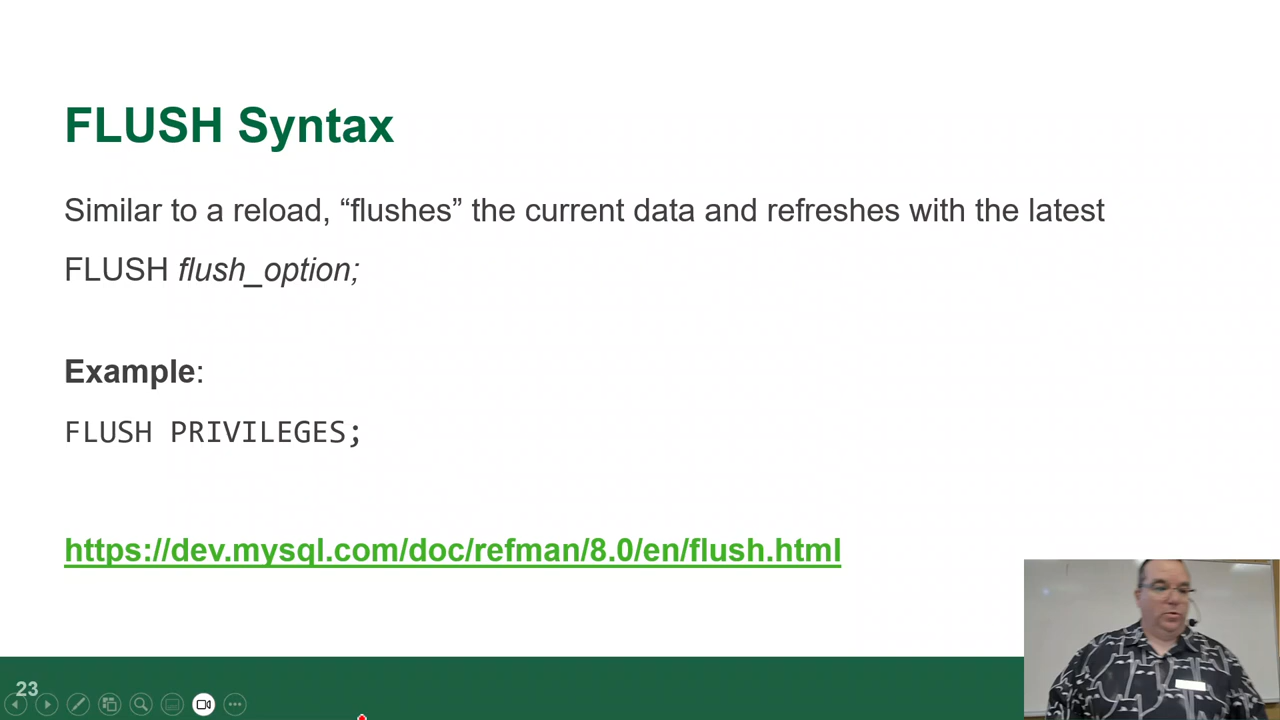 FLUSH Syntax
Similar to a reload, “flushes” the current data and refreshes with the latest
FLUSH flush_option;
Example:
FLUSH PRIVILEGES;
https://dev.mysql.com/doc/refman/8.0/en/flush.html
23